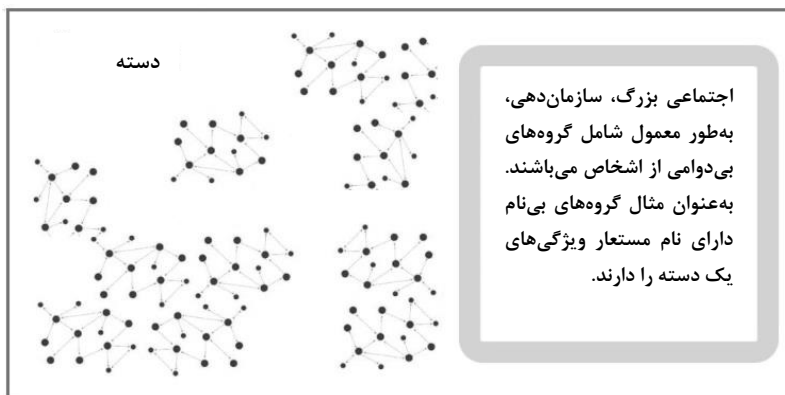 دسته
اجتماعی بزرگ، سازمان‌دهی،
به‌طور معمول شامل گروه‌های
بی‌دوامی از اشخاص می‌باشند.
به‌عنوان مثال گروه‌های بی‌نام
دارای نام مستعار ویژگی‌های
یک دسته را دارند.